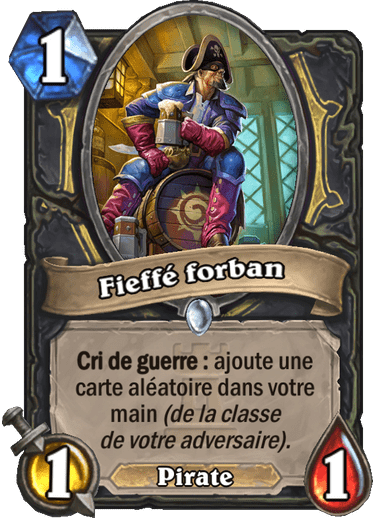 1
Fieffé forban
Cri de guerre : ajoute une
carte aléatoire dans votre
main (de la classe
de votre adversaire).
1
Pirate
1